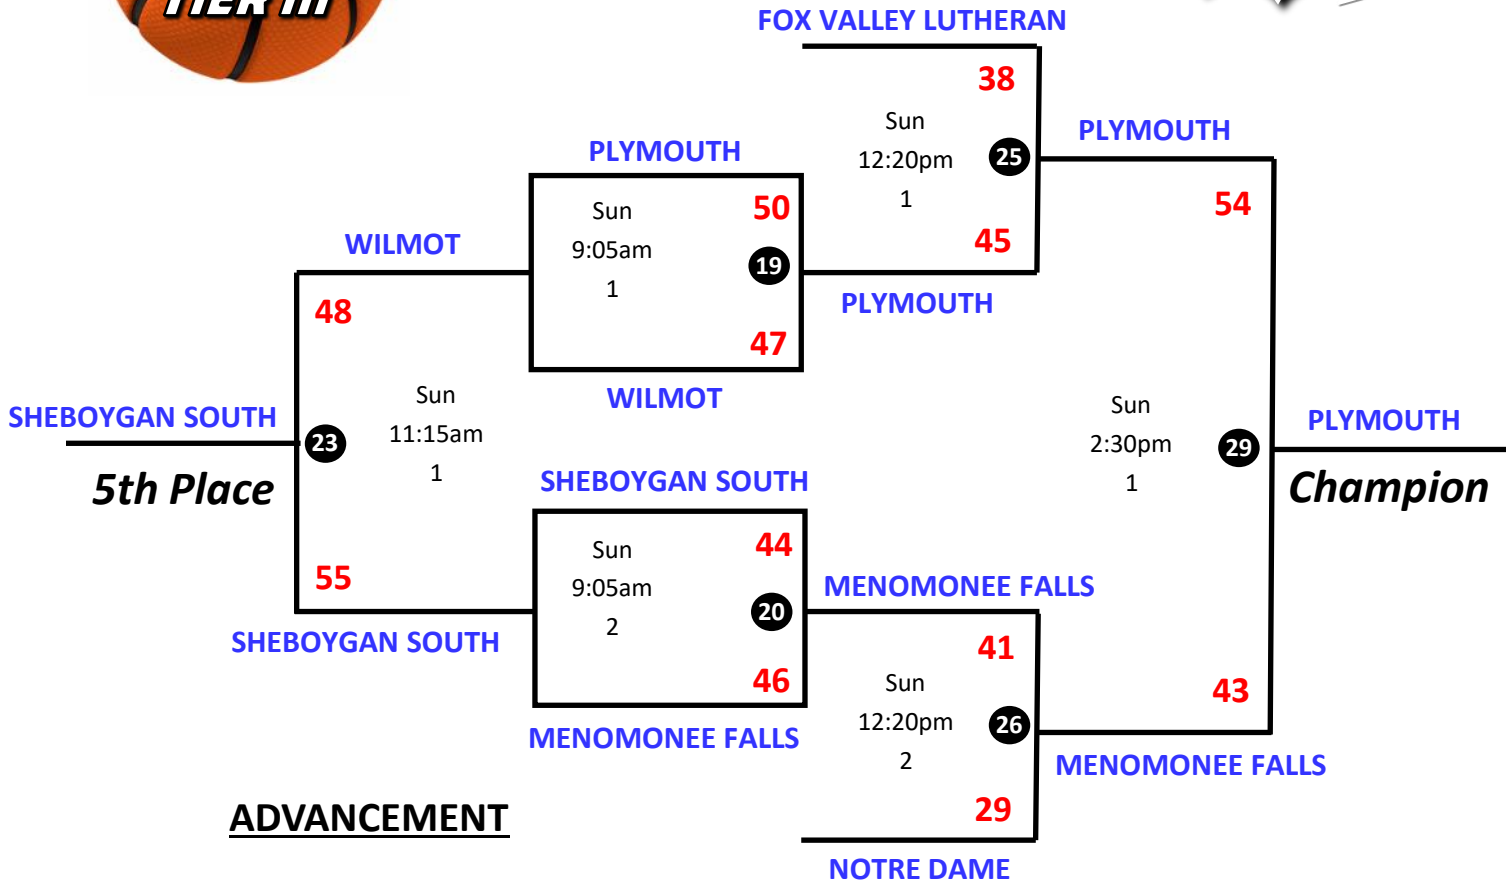 TIER III
FOX VALLEY LUTHERAN
38
Sun
12:20pm
1
25
45
PLYMOUTH
PLYMOUTH
54
PLYMOUTH
Sun
9:05am
1
50
19
47
WILMOT
WILMOT
48
SHEBOYGAN SOUTH
5th Place
23
Sun
11:15am
1
55
SHEBOYGAN SOUTH
SHEBOYGAN SOUTH
Sun
9:05am
2
44
20
46
MENOMONEE FALLS
MENOMONEE FALLS
41
Sun
12:20pm
2
26
29
NOTRE DAME
Sun
2:30pm
1
29
PLYMOUTH
Champion
43
MENOMONEE FALLS
ADVANCEMENT